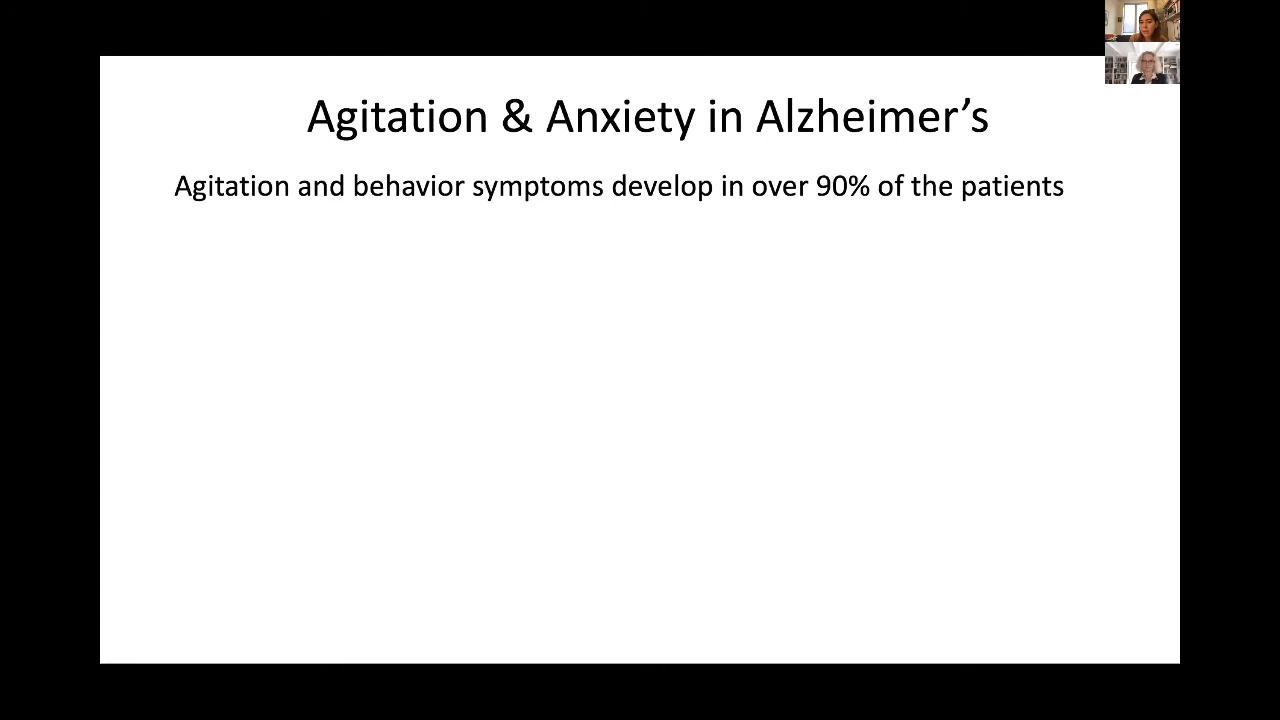 Agitation & Anxiety in Alzheimer’s
Agitation and behavior symptoms develop in over 90% of the patients